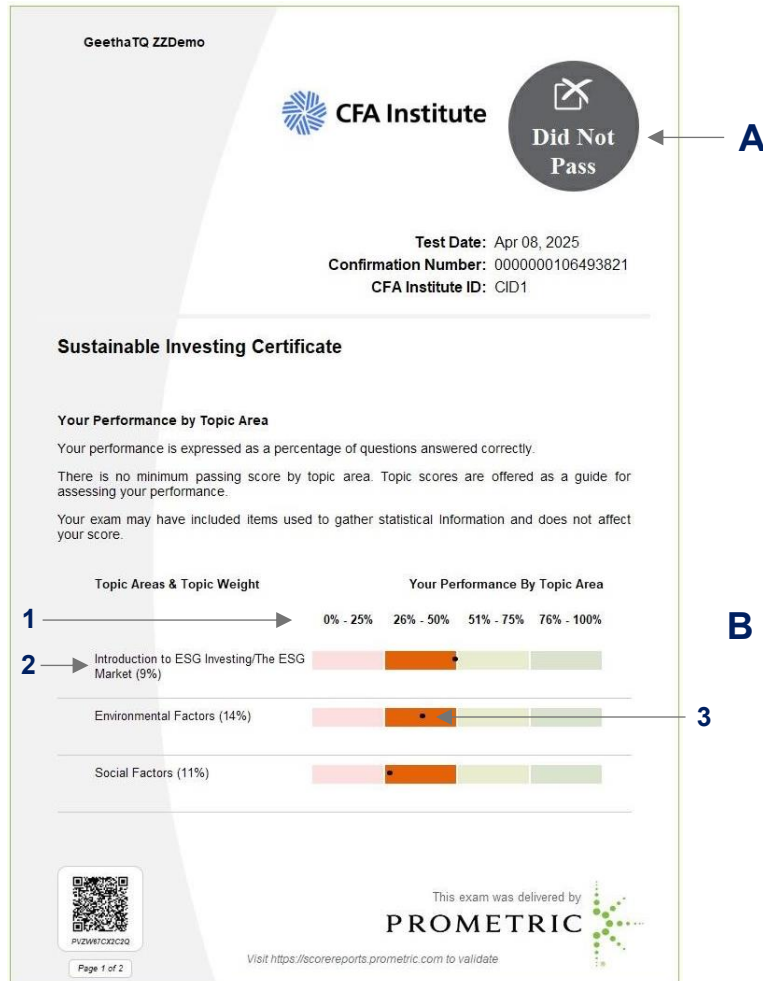 GeethaTQ ZZDemo
CFA Institute
Did Not
Pass
A
Test Date: Apr 08, 2025
Confirmation Number: 0000000106493821
CFA Institute ID: CID1
Sustainable Investing Certificate
Your Performance by Topic Area
Your performance is expressed as a percentage of questions answered correctly.
There is no minimum passing score by topic area. Topic scores are offered as a guide for
assessing your performance.
Your exam may have included items used to gather statistical Information and does not affect
your score.
Topic Areas & Topic Weight Your Performance By Topic Area
1 0% - 25% 26% - 50% 51% - 75% 76% - 100% B
2 Introduction to ESG Investing/The ESG
Market (9%)
Environmental Factors (14%) 3
Social Factors (11%)
PVZW67CX2C2Q
Page 1 of 2
This exam was delivered by
PROMETRIC
Visit https://scorereports.prometric.com to validate